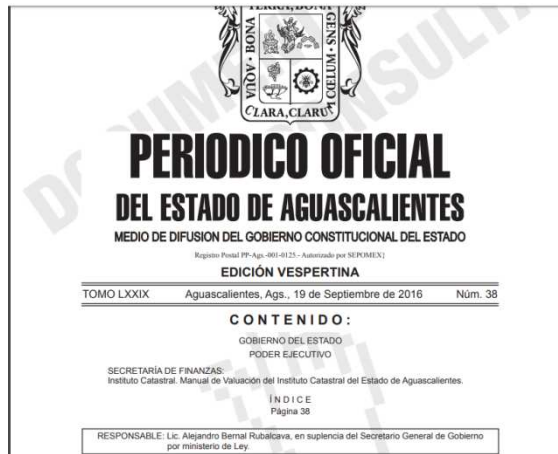 AQUA · BONA TERRA, BONA GENS
CLARA, CLARUM CŒLUM ·
PERIODICO OFICIAL
DEL ESTADO DE AGUASCALIENTES
MEDIO DE DIFUSION DEL GOBIERNO CONSTITUCIONAL DEL ESTADO
Registro Postal PP-Ags.-001-0125.- Autorizado por SEPOMEX}
EDICIÓN VESPERTINA
TOMO LXXIX Aguascalientes, Ags., 19 de Septiembre de 2016 Núm. 38
CONTENIDO:
GOBIERNO DEL ESTADO
PODER EJECUTIVO
SECRETARÍA DE FINANZAS:
Instituto Catastral. Manual de Valuación del Instituto Catastral del Estado de Aguascalientes.
ÍNDICE
Página 38
RESPONSABLE: Lic. Alejandro Bernal Rubalcava, en suplencia del Secretario General de Gobierno
por ministerio de Ley.